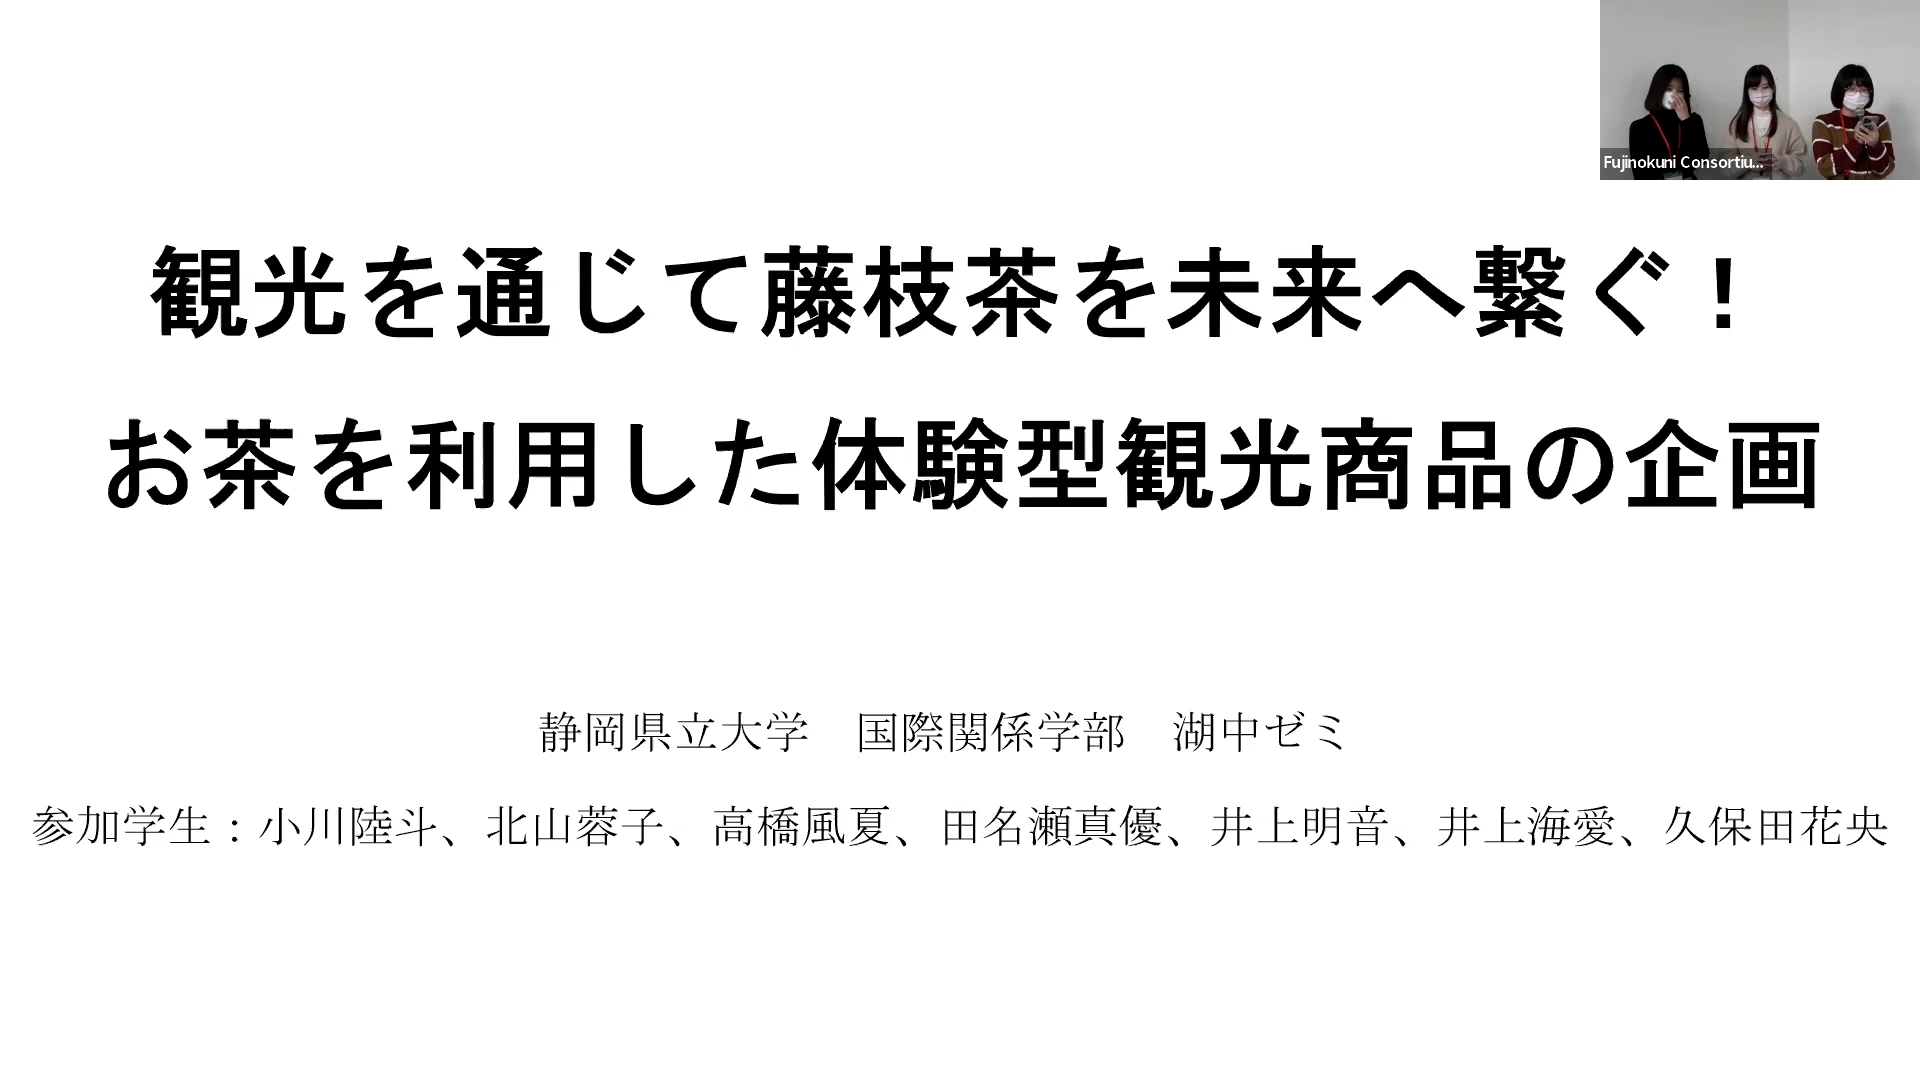 Fujinokuni Consortiu...
観光を通じて藤枝茶を未来へ繋ぐ！
お茶を利用した体験型観光商品の企画
静岡県立大学　国際関係学部　湖中ゼミ
参加学生：小川陸斗、北山蓉子、高橋風夏、田名瀬真優、井上明音、井上海愛、久保田花央